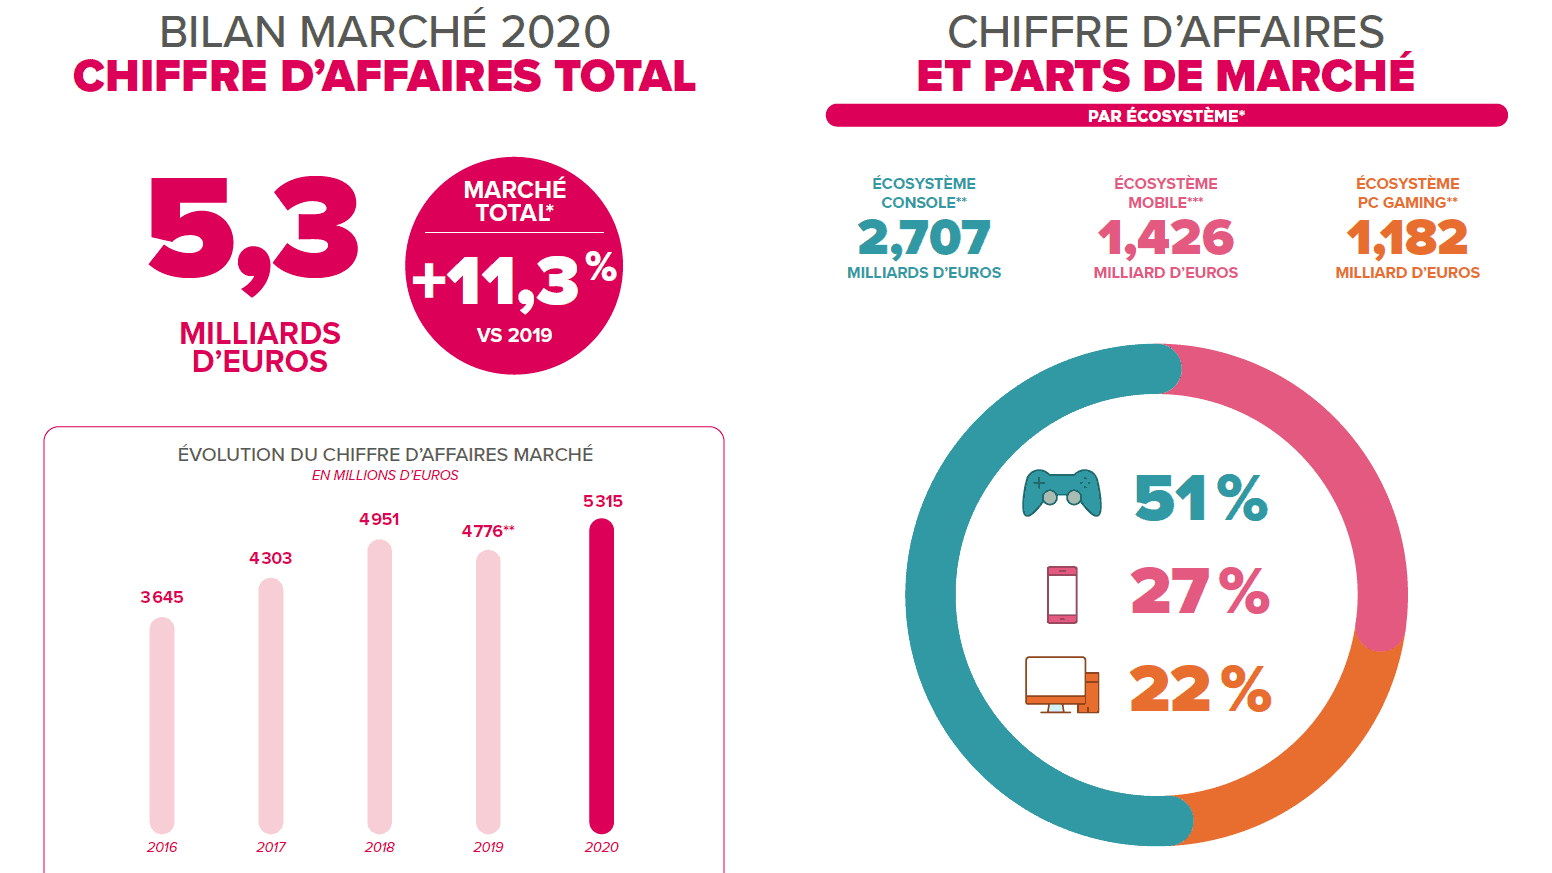 BILAN MARCHÉ 2020
CHIFFRE D'AFFAIRES TOTAL
5,3
MILLIARDS
D'EUROS
MARCHÉ
TOTAL*
+11,3%
VS 2019
ÉVOLUTION DU CHIFFRE D'AFFAIRES MARCHÉ
EN MILLIONS D'EUROS
3 645
4 303
4 951
4 776**
5 315
2016
2017
2018
2019
2020
CHIFFRE D'AFFAIRES
ET PARTS DE MARCHÉ
PAR ÉCOSYSTÈME*
ÉCOSYSTÈME
CONSOLE**
2,707
MILLIARDS D'EUROS
ÉCOSYSTÈME
MOBILE***
1,426
MILLIARD D'EUROS
ÉCOSYSTÈME
PC GAMING**
1,182
MILLIARD D'EUROS
51 %
27 %
22 %